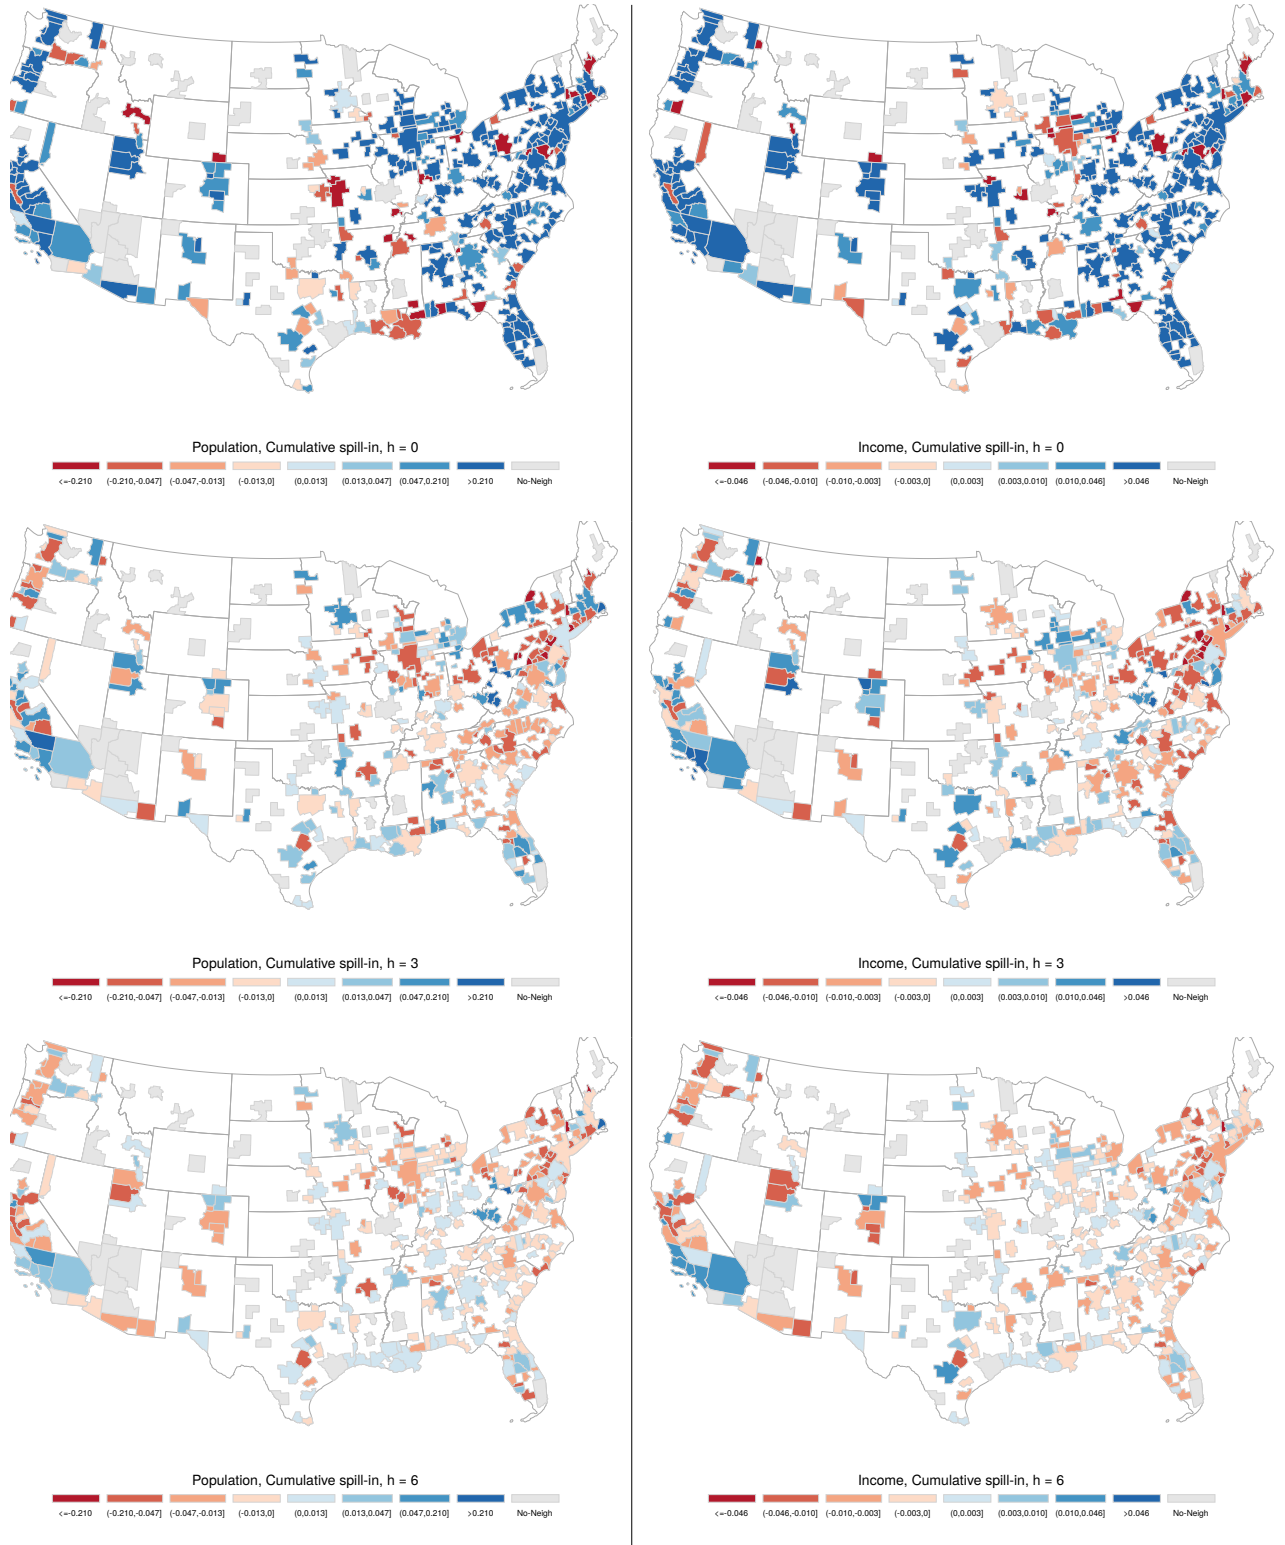 Population, Cumulative spill-in, h = 0
<=-0.210 (-0.210,-0.047] (-0.047,-0.013] (-0.013,0] (0,0.013] (0.013,0.047] (0.047,0.210] >0.210 No-Neigh
Income, Cumulative spill-in, h = 0
<=-0.046 (-0.046,-0.010] (-0.010,-0.003] (-0.003,0] (0,0.003] (0.003,0.010] (0.010,0.046] >0.046 No-Neigh
Population, Cumulative spill-in, h = 3
<=-0.210 (-0.210,-0.047] (-0.047,-0.013] (-0.013,0] (0,0.013] (0.013,0.047] (0.047,0.210] >0.210 No-Neigh
Income, Cumulative spill-in, h = 3
<=-0.046 (-0.046,-0.010] (-0.010,-0.003] (-0.003,0] (0,0.003] (0.003,0.010] (0.010,0.046] >0.046 No-Neigh
Population, Cumulative spill-in, h = 6
<=-0.210 (-0.210,-0.047] (-0.047,-0.013] (-0.013,0] (0,0.013] (0.013,0.047] (0.047,0.210] >0.210 No-Neigh
Income, Cumulative spill-in, h = 6
<=-0.046 (-0.046,-0.010] (-0.010,-0.003] (-0.003,0] (0,0.003] (0.003,0.010] (0.010,0.046] >0.046 No-Neigh